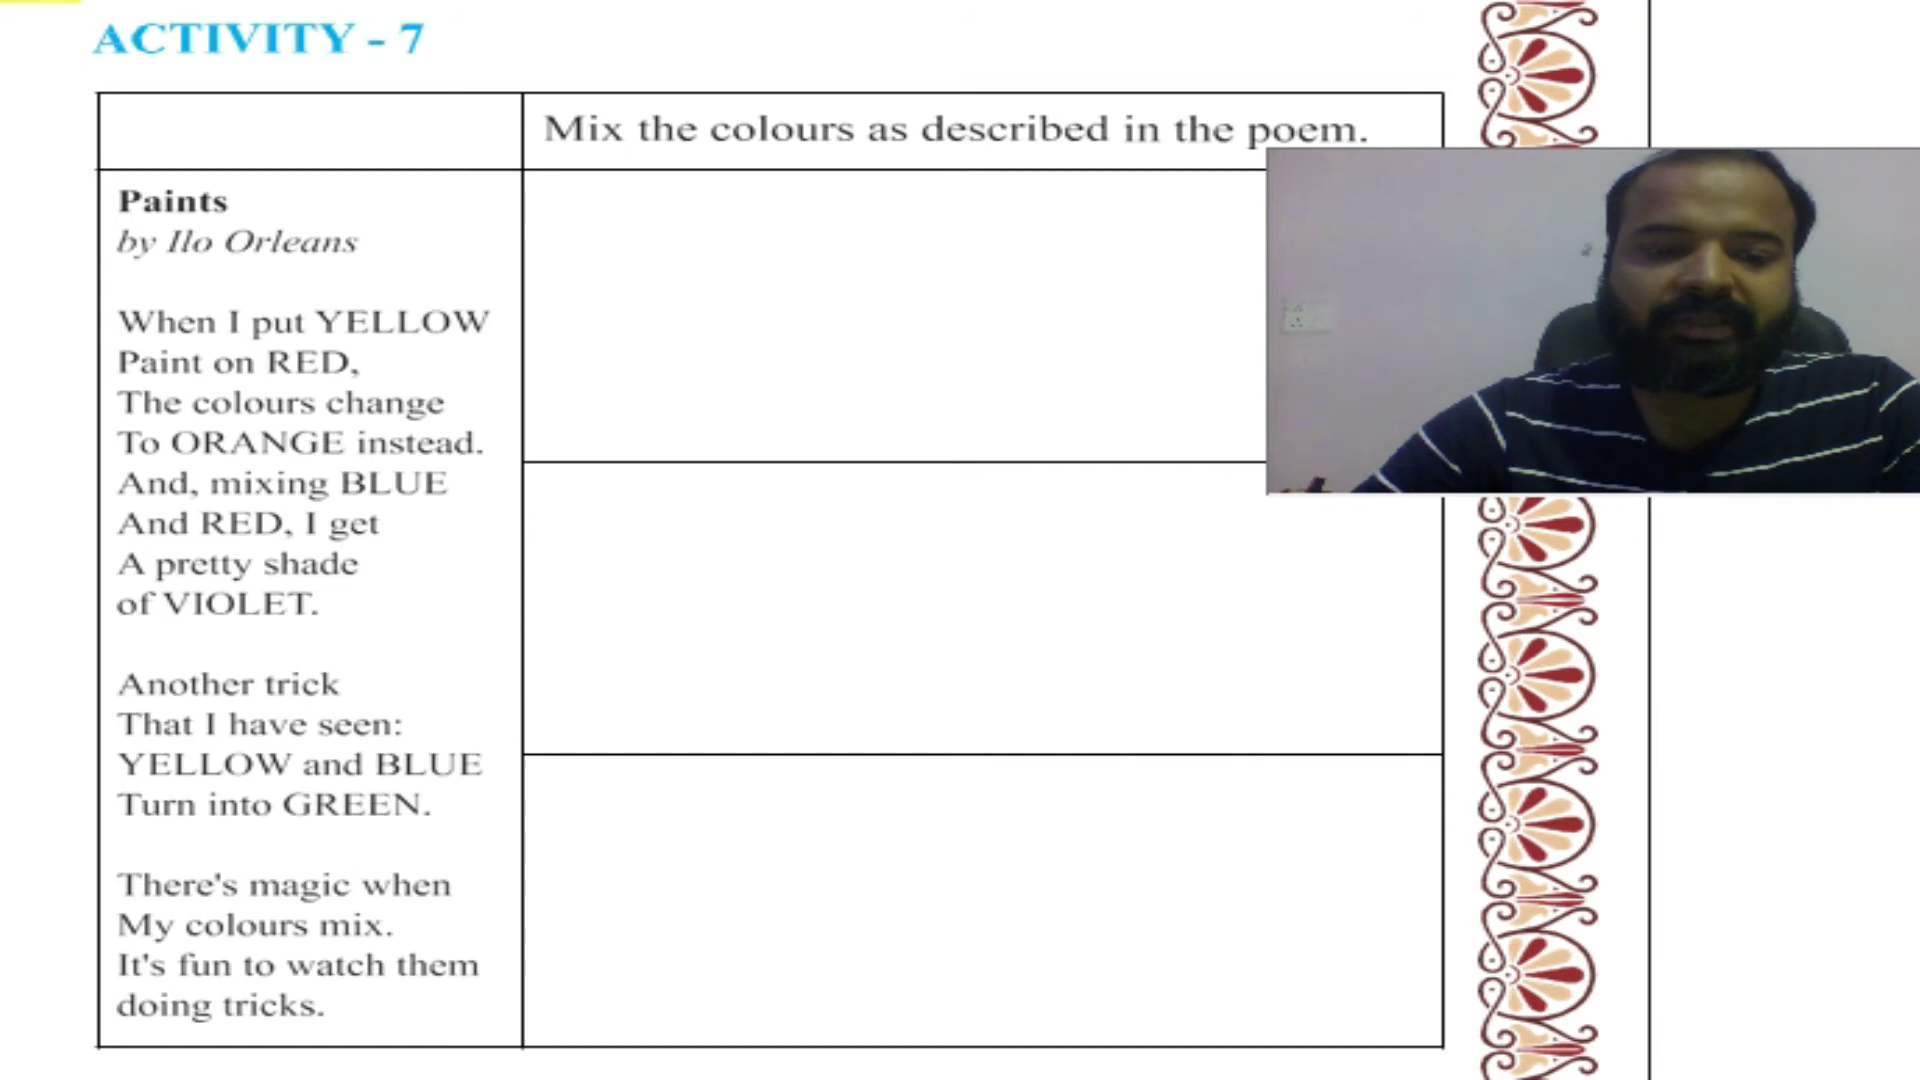 ACTIVITY - 7
Mix the colours as described in the poem.
Paints
by Ilo Orleans
When I put YELLOW
Paint on RED,
The colours change
To ORANGE instead.
And, mixing BLUE
And RED, I get
A pretty shade
of VIOLET.
Another trick
That I have seen:
YELLOW and BLUE
Turn into GREEN.
There's magic when
My colours mix.
It's fun to watch them
doing tricks.